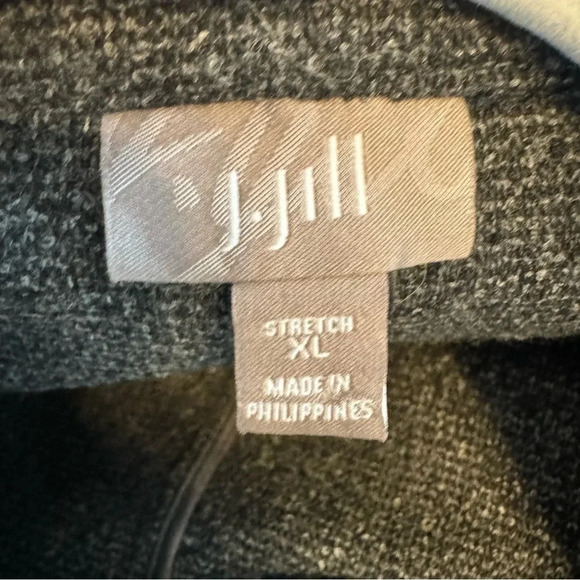 J.Jill
STRETCH
XL
MADE IN
PHILIPPINES